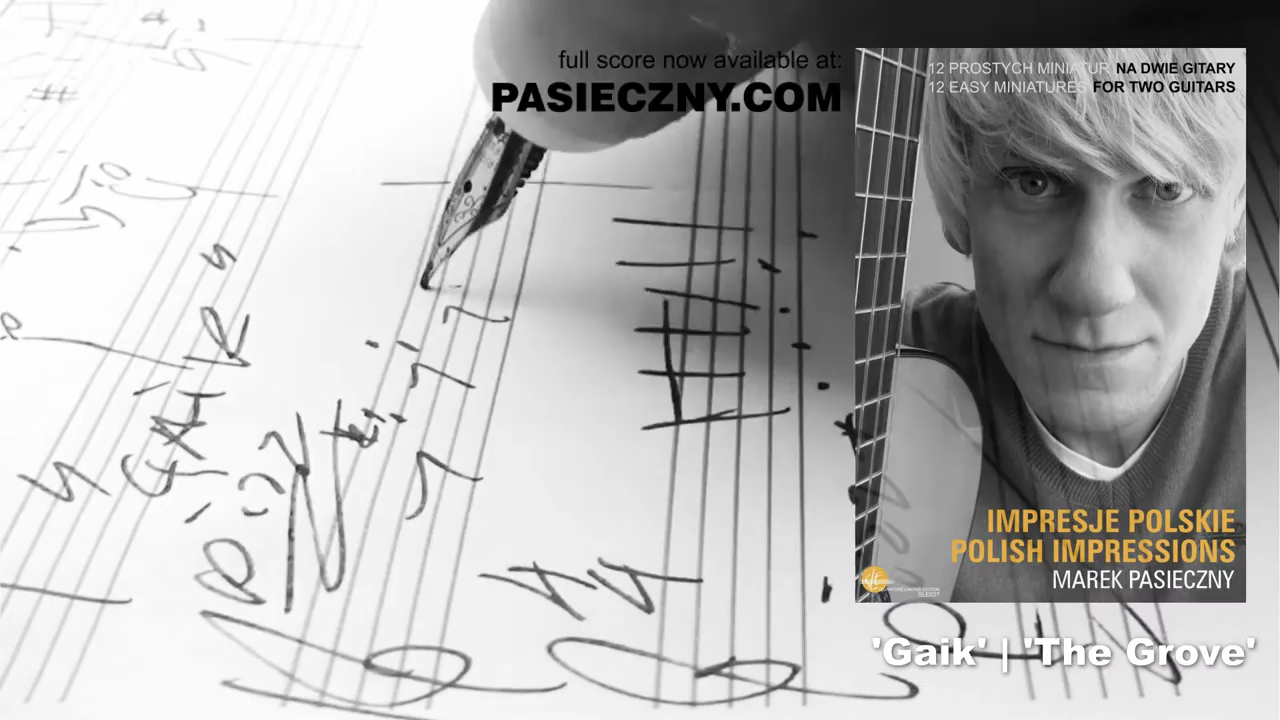 full score now available at:
PASIECZNY.COM
12 PROSTYCH MINIATUR NA DWIE GITARY
12 EASY MINIATURES FOR TWO GUITARS
IMPRESJE POLSKIE
POLISH IMPRESSIONS
MAREK PASIECZNY
'Gaik' | 'The Grove'